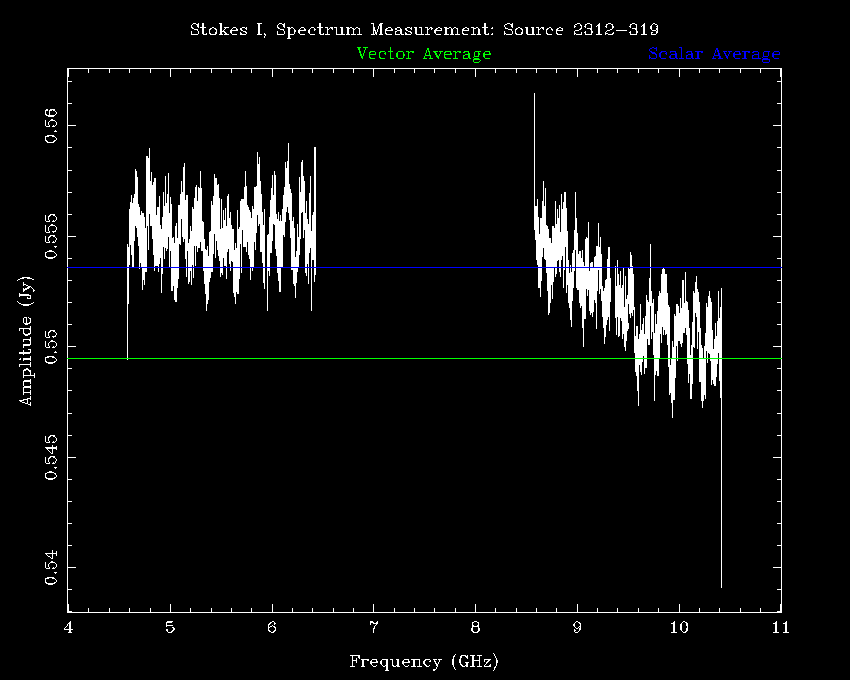 Stokes I, Spectrum Measurement: Source 2312−319
Vector Average Scalar Average
0.56
0.555
0.55
0.545
0.54
Amplitude (Jy)
4 5 6 7 8 9 10 11
Frequency (GHz)